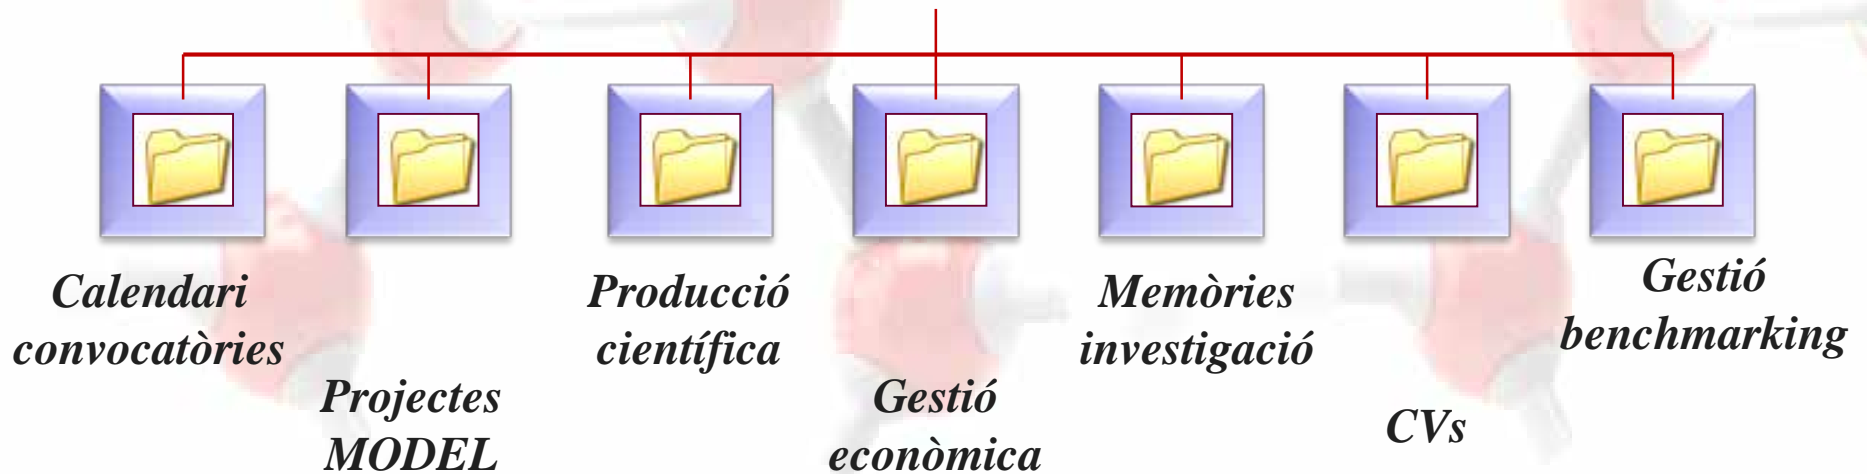 Calendari
convocatòries
Projectes
MODEL
Producció
científica
Gestió
econòmica
Memòries
investigació
CVs
Gestió
benchmarking